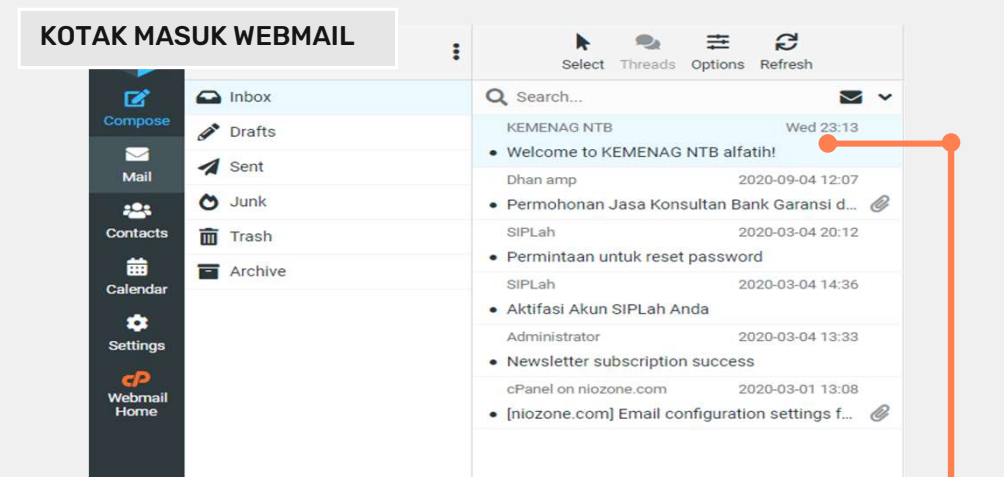 KOTAK MASUK WEBMAIL
Select Threads Options Refresh
Compose
Mail
Contacts
Calendar
Settings
cP
Webmail
Home
Inbox
Drafts
Sent
Junk
Trash
Archive
Search...
KEMENAG NTB Wed 23:13
• Welcome to KEMENAG NTB alfatih!
Dhan amp 2020-09-04 12:07
• Permohonan Jasa Konsultan Bank Garansi d...
SIPLah 2020-03-04 20:12
• Permintaan untuk reset password
SIPLah 2020-03-04 14:36
• Aktifasi Akun SIPLah Anda
Administrator 2020-03-04 13:33
• Newsletter subscription success
cPanel on niozone.com 2020-03-01 13:08
• [niozone.com] Email configuration settings f...